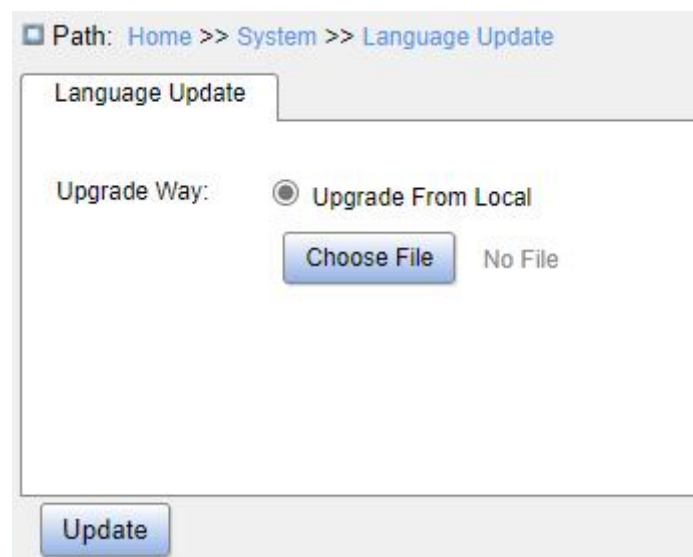 Path: Home >> System >> Language Update
Language Update
Upgrade Way: Upgrade From Local
Choose File No File
Update